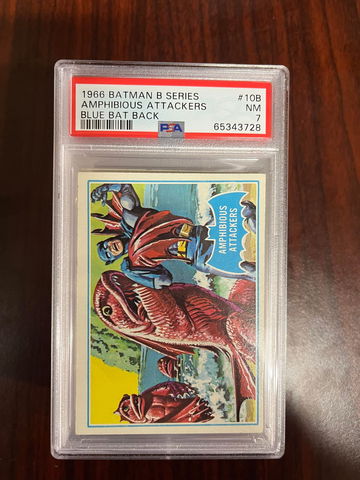 1966 BATMAN B SERIES #10B
AMPHIBIOUS ATTACKERS NM
BLUE BAT BACK 7
PSA 65343728
AMPHIBIOUS
ATTACKERS